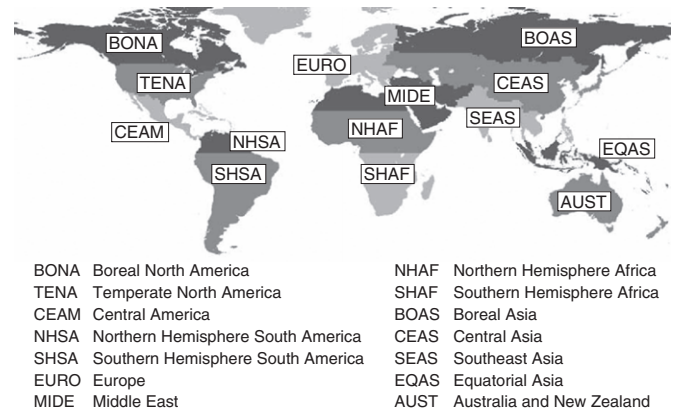 BONA
BOAS
EURO
TENA
CEAS
MIDE
SEAS
CEAM
NHAF
NHSA
EQAS
SHSA
SHAF
AUST
BONA Boreal North America
TENA Temperate North America
CEAM Central America
NHSA Northern Hemisphere South America
SHSA Southern Hemisphere South America
EURO Europe
MIDE Middle East
NHAF Northern Hemisphere Africa
SHAF Southern Hemisphere Africa
BOAS Boreal Asia
CEAS Central Asia
SEAS Southeast Asia
EQAS Equatorial Asia
AUST Australia and New Zealand